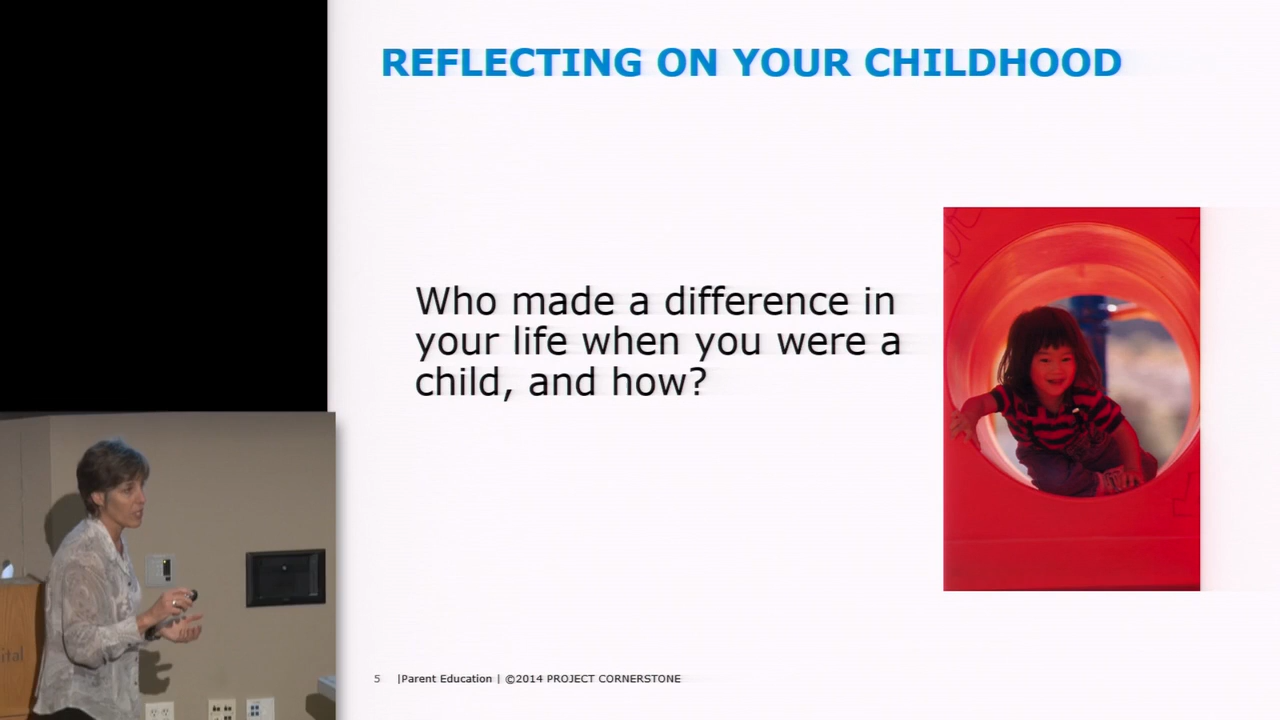 REFLECTING ON YOUR CHILDHOOD
Who made a difference in
your life when you were a
child, and how?
ital
5 |Parent Education | ©2014 PROJECT CORNERSTONE